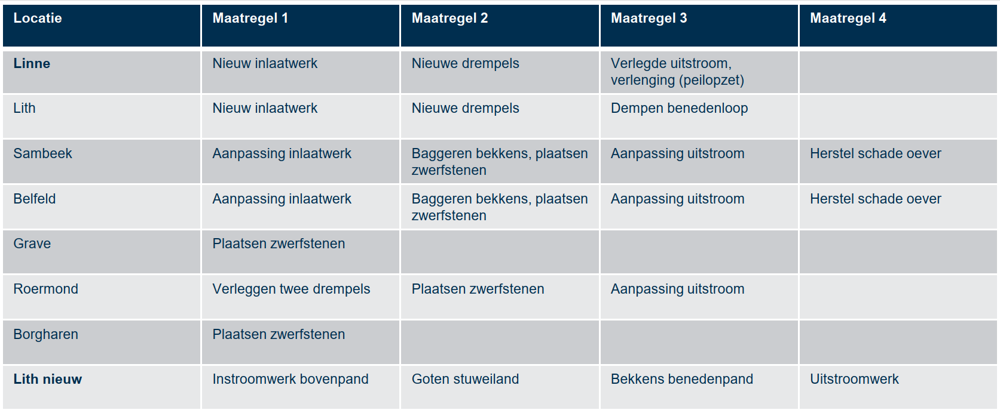 Locatie Maatregel 1 Maatregel 2 Maatregel 3 Maatregel 4
Linne Nieuw inlaatwerk Nieuwe drempels Verlegde uitstroom,
verlenging (peilopzet)
Lith Nieuw inlaatwerk Nieuwe drempels Dempen benedenloop
Sambeek Aanpassing inlaatwerk Baggeren bekkens, plaatsen Aanpassing uitstroom Herstel schade oever
zwerfstenen
Belfeld Aanpassing inlaatwerk Baggeren bekkens, plaatsen Aanpassing uitstroom Herstel schade oever
zwerfstenen
Grave Plaatsen zwerfstenen
Roermond Verleggen twee drempels Plaatsen zwerfstenen Aanpassing uitstroom
Borgharen Plaatsen zwerfstenen
Lith nieuw Instroomwerk bovenpand Goten stuweiland Bekkens benedenpand Uitstroomwerk